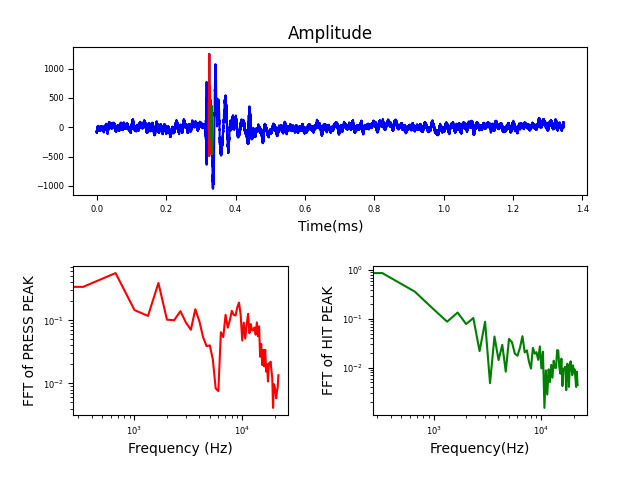 Amplitude
1000
500
0
−500
−1000
0.0 0.2 0.4 0.6 0.8 1.0 1.2 1.4
Time(ms)
FFT of PRESS PEAK
10⁻¹
10⁻²
10³ 10⁴
Frequency (Hz)
FFT of HIT PEAK
10⁰
10⁻¹
10⁻²
10³ 10⁴
Frequency(Hz)